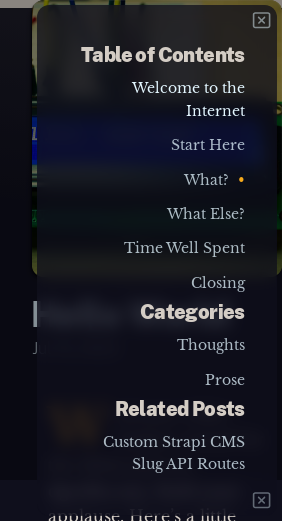 Table of Contents
Welcome to the
Internet
Start Here
What?
What Else?
Time Well Spent
Closing
Categories
Thoughts
Prose
Related Posts
Custom Strapi CMS
Slug API Routes
applause. Here's a little